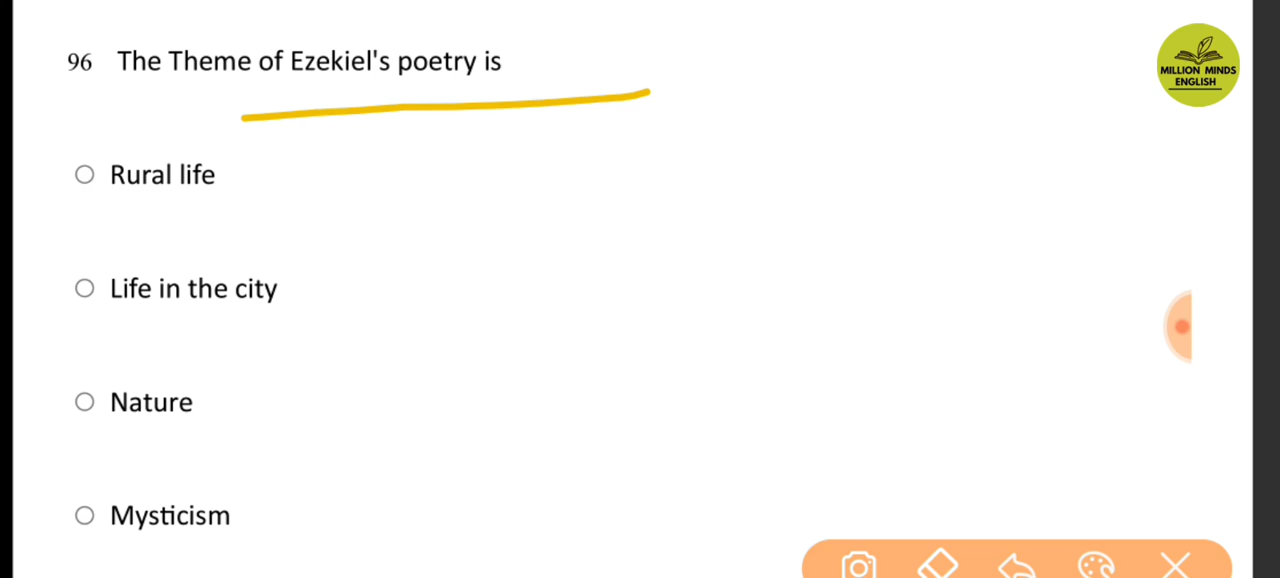 96 The Theme of Ezekiel's poetry is
MILLION MINDS
ENGLISH
Rural life
Life in the city
Nature
Mysticism